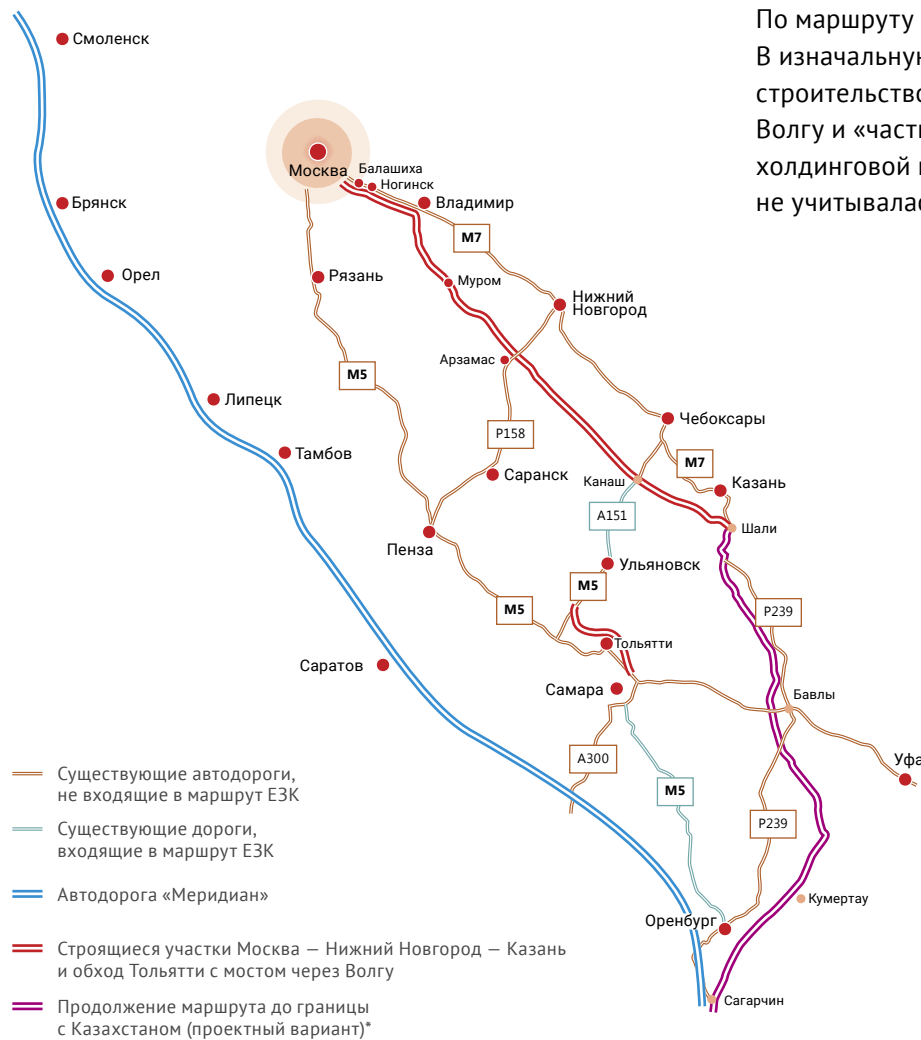 По маршруту
В изначальную
строительство
Волгу и «част
холдинговой
не учитывалас
Смоленск
Москва
Балашиха
Ногинск
Брянск
Владимир
М7
Орел
Рязань
Муром
Нижний
Новгород
Арзамас
М5
Липецк
Чебоксары
Р158
Тамбов
М7
Саранск
Канаш
Казань
А151
Шали
Пенза
Ульяновск
М5
М5
Р239
Тольятти
Саратов
Самара
Бавлы
А300
Уфа
М5
Р239
Кумертау
Оренбург
Сагарчин
Существующие автодороги,
не входящие в маршрут ЕЗК
Существующие дороги,
входящие в маршрут ЕЗК
Автодорога «Меридиан»
Строящиеся участки Москва — Нижний Новгород — Казань
и обход Тольятти с мостом через Волгу
Продолжение маршрута до границы
с Казахстаном (проектный вариант)*